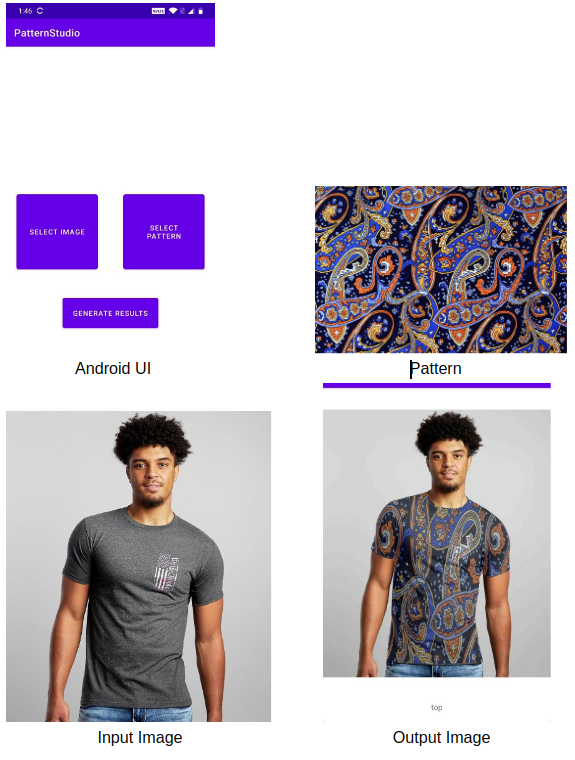 1:46
PatternStudio
SELECT IMAGE
SELECT
PATTERN
GENERATE RESULTS
Android UI
Pattern
top
Input Image
Output Image